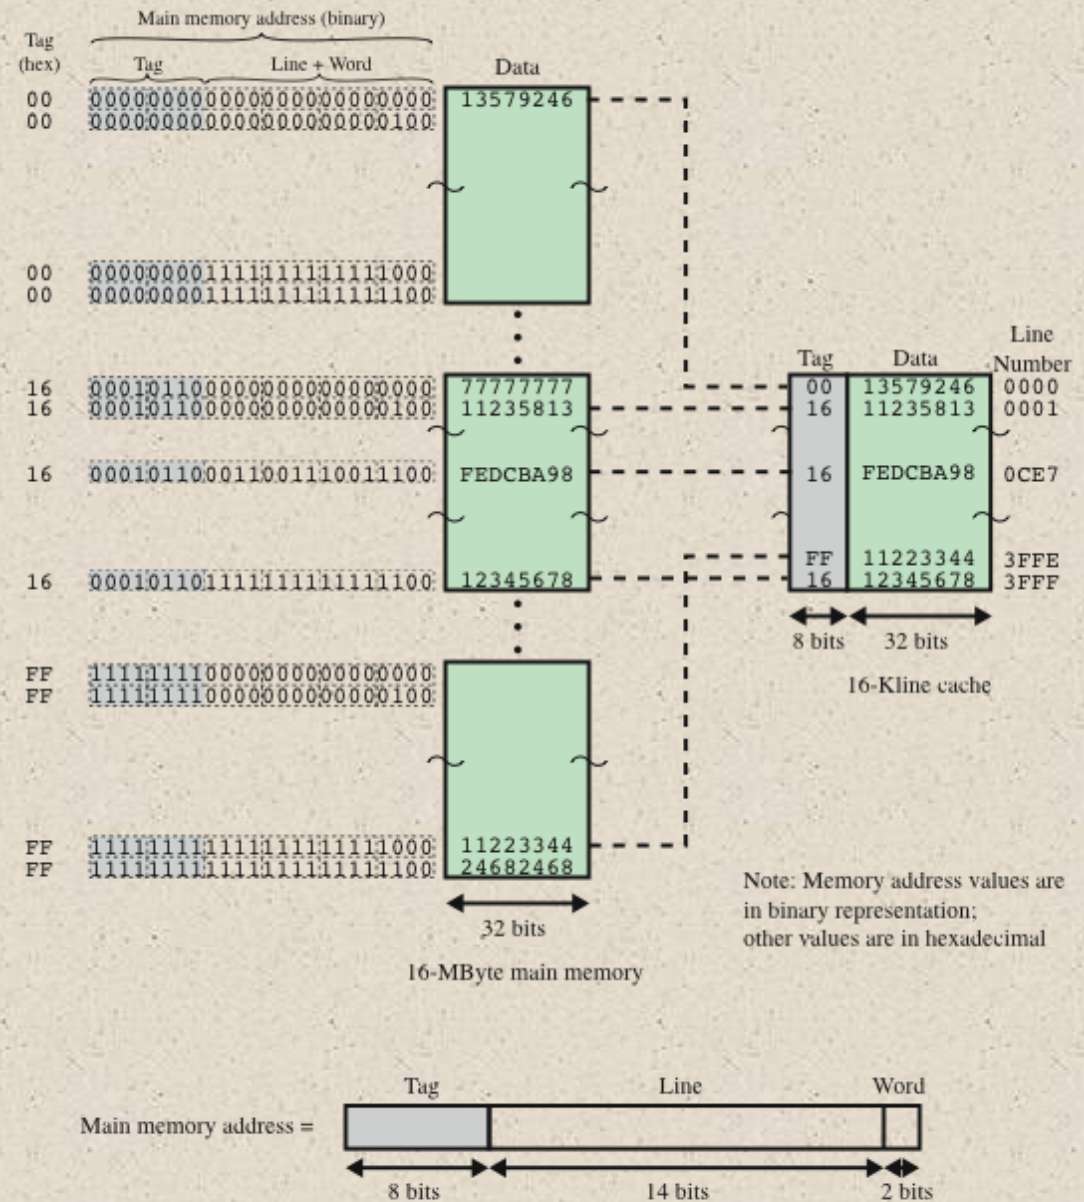 Main memory address (binary)
Tag
(hex)
Tag Line + Word Data
00 000000000000000000000000 13579246
00 000000000000000000000100
00 000000001111111111111000
00 000000001111111111111100
Line
Tag Data Number
16 000101100000000000000000 77777777 00 13579246 0000
16 000101100000000000000100 11235813 16 11235813 0001
16 000101100011001110011100 FEDCBA98 16 FEDCBA98 0CE7
FF 11223344 3FFE
16 000101101111111111111100 12345678 16 12345678 3FFF
8 bits 32 bits
16-Kline cache
FF 111111110000000000000000
FF 111111110000000000000100
FF 111111111111111111111000 11223344
FF 111111111111111111111100 24682468
32 bits
16-MByte main memory
Note: Memory address values are
in binary representation;
other values are in hexadecimal
Tag Line Word
Main memory address =
8 bits 14 bits 2 bits